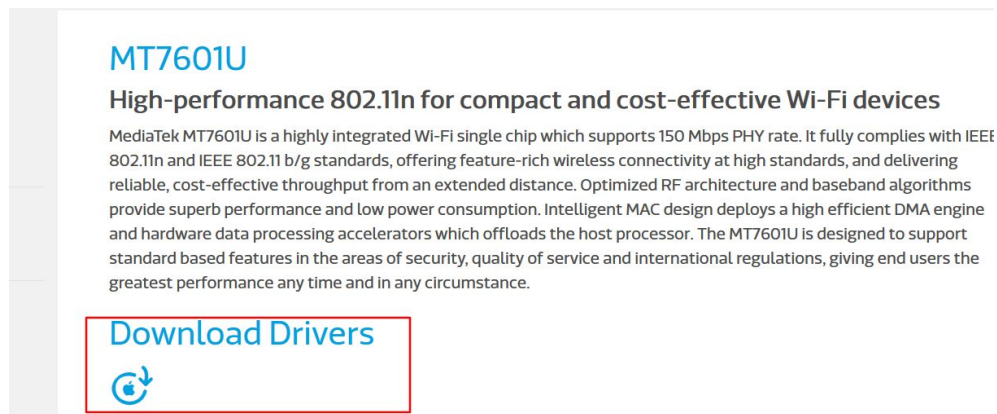 MT7601U
High-performance 802.11n for compact and cost-effective Wi-Fi devices
MediaTek MT7601U is a highly integrated Wi-Fi single chip which supports 150 Mbps PHY rate. It fully complies with IEEE
802.11n and IEEE 802.11 b/g standards, offering feature-rich wireless connectivity at high standards, and delivering
reliable, cost-effective throughput from an extended distance. Optimized RF architecture and baseband algorithms
provide superb performance and low power consumption. Intelligent MAC design deploys a high efficient DMA engine
and hardware data processing accelerators which offloads the host processor. The MT7601U is designed to support
standard based features in the areas of security, quality of service and international regulations, giving end users the
greatest performance any time and in any circumstance.
Download Drivers